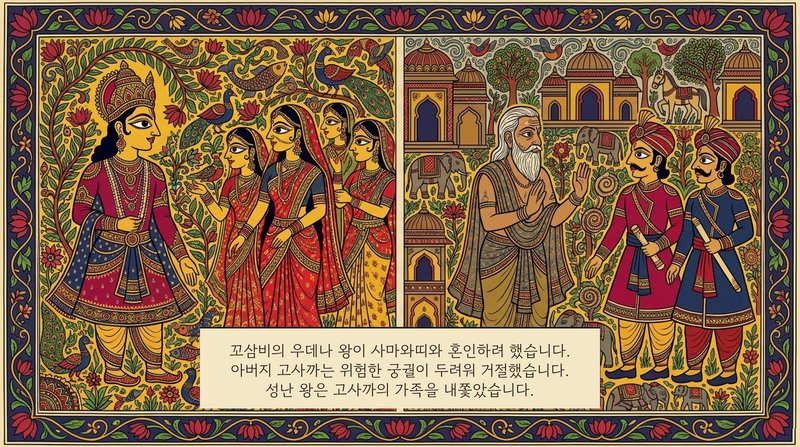 꼬삼비의 우데나 왕이 사마와띠와 혼인하려 했습니다.
아버지 고사까는 위험한 궁궐이 두려워 거절했습니다.
성난 왕은 고사까의 가족을 내쫓았습니다.